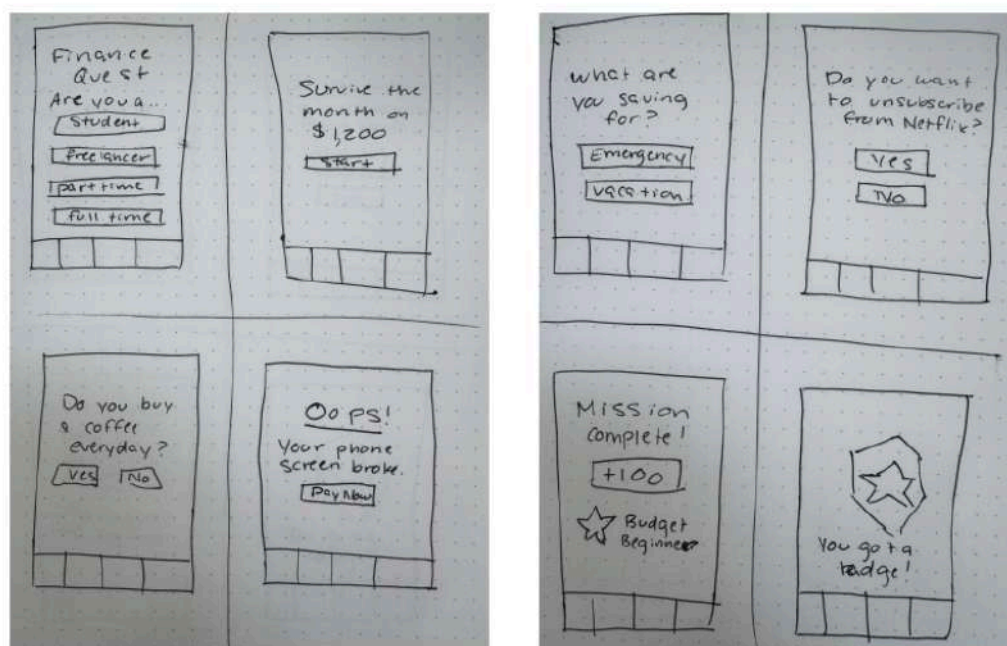 Finance
Quest
Are you a...
Student
freelancer
part time
full time
Survive the
month on
$1,200
Start
Do you buy
a coffee
everyday?
Yes
No
Oops!
Your phone
screen broke.
Pay Now
What are
you saving
for?
Emergency
vacation
Do you want
to unsubscribe
from Netflix?
Yes
No
Mission
Complete!
+100
Budget
Beginner
You got a
badge!